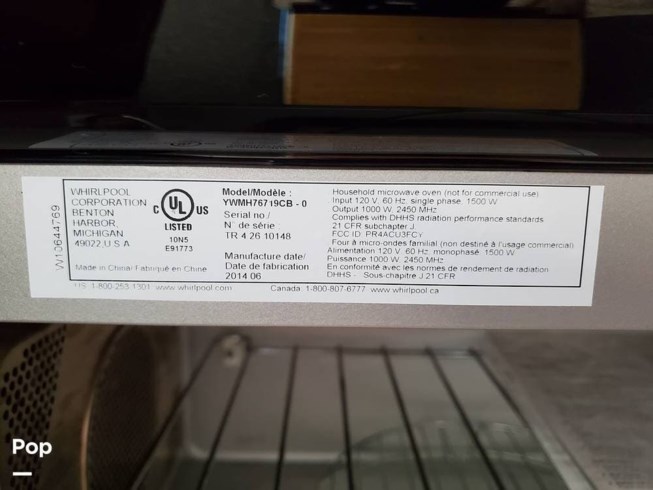 WHIRLPOOL
CORPORATION
BENTON
HARBOR,
MICHIGAN
49022,U.S.A.
Made in China/ Fabriqué en Chine
W10644769
C UL US
LISTED
10N5
E91773
Model/Modèle :
YWMH76719CB - 0
Serial no /
N° de série
TR 4 26 10148
Manufacture date/
Date de fabrication
2014 06
Household microwave oven (not for commercial use)
Input 120 V, 60 Hz, single phase, 1500 W
Output 1000 W, 2450 MHz
Complies with DHHS radiation performance standards
21 CFR subchapter J.
FCC ID: PR4ACU3FCY
Four à micro-ondes familial (non destiné à l'usage commercial)
Alimentation 120 V, 60 Hz, monophasé, 1500 W
Puissance 1000 W, 2450 MHz
En conformité avec les normes de rendement de radiation
DHHS - Sous-chapitre J 21 CFR
US: 1-800-253-1301 www.whirlpool.com Canada: 1-800-807-6777 www.whirlpool.ca
Pop